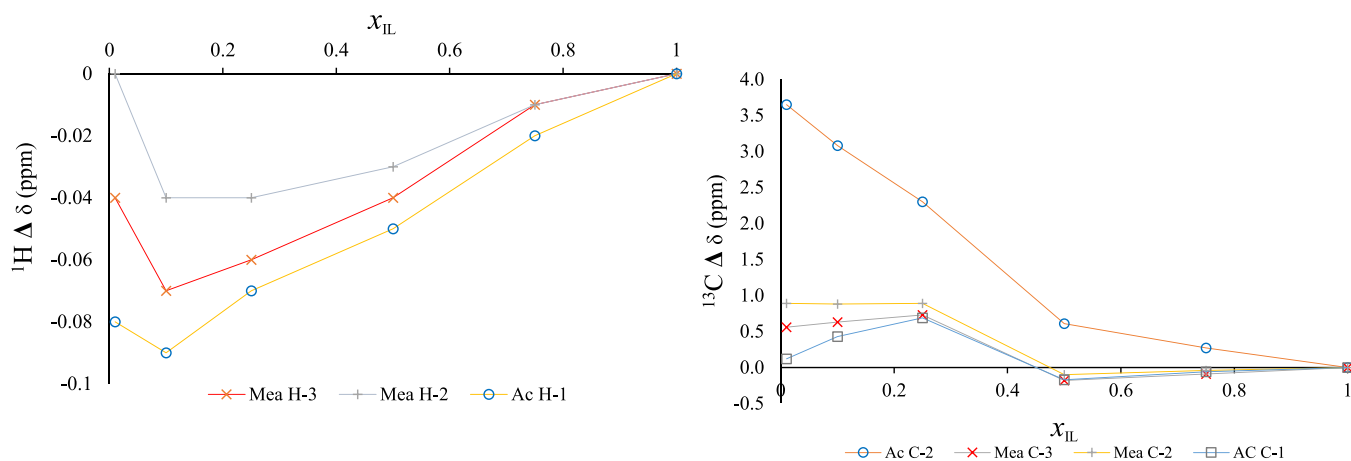 x_IL
0 0.2 0.4 0.6 0.8 1
0
-0.02
-0.04
-0.06
-0.08
-0.1
¹H Δ δ (ppm)
Mea H-3 Mea H-2 Ac H-1
4.0
3.5
3.0
2.5
2.0
1.5
1.0
0.5
0.0
-0.5
¹³C Δ δ (ppm)
0 0.2 0.4 0.6 0.8 1
x_IL
Ac C-2 Mea C-3 Mea C-2 AC C-1